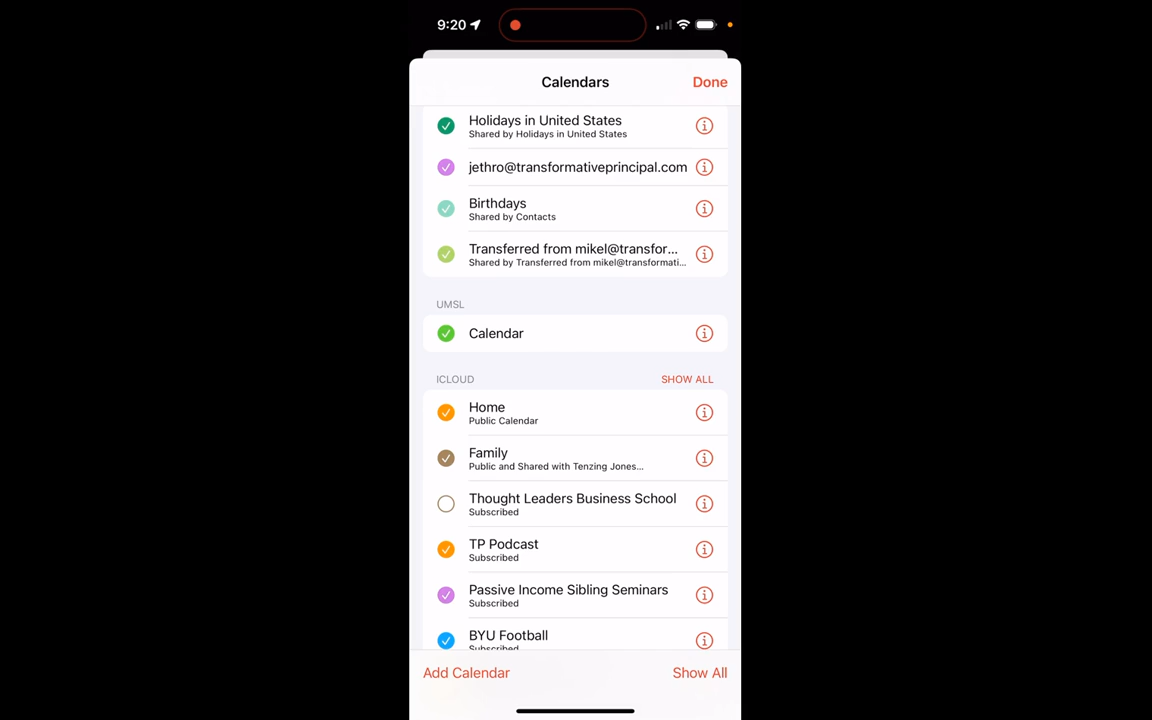 9:20
Calendars
Done
Holidays in United States
Shared by Holidays in United States
jethro@transformativeprincipal.com
Birthdays
Shared by Contacts
Transferred from mikel@transfor...
Shared by Transferred from mikel@transformati...
UMSL
Calendar
ICLOUD
SHOW ALL
Home
Public Calendar
Family
Public and Shared with Tenzing Jones...
Thought Leaders Business School
Subscribed
TP Podcast
Subscribed
Passive Income Sibling Seminars
Subscribed
BYU Football
Subscribed
Add Calendar
Show All